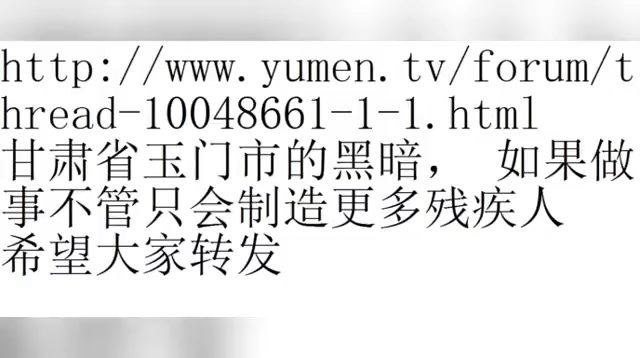 http://www.yumen.tv/forum/t
hread-10048661-1-1.html
甘肃省玉门市的黑暗， 如果做
事不管只会制造更多残疾人
希望大家转发